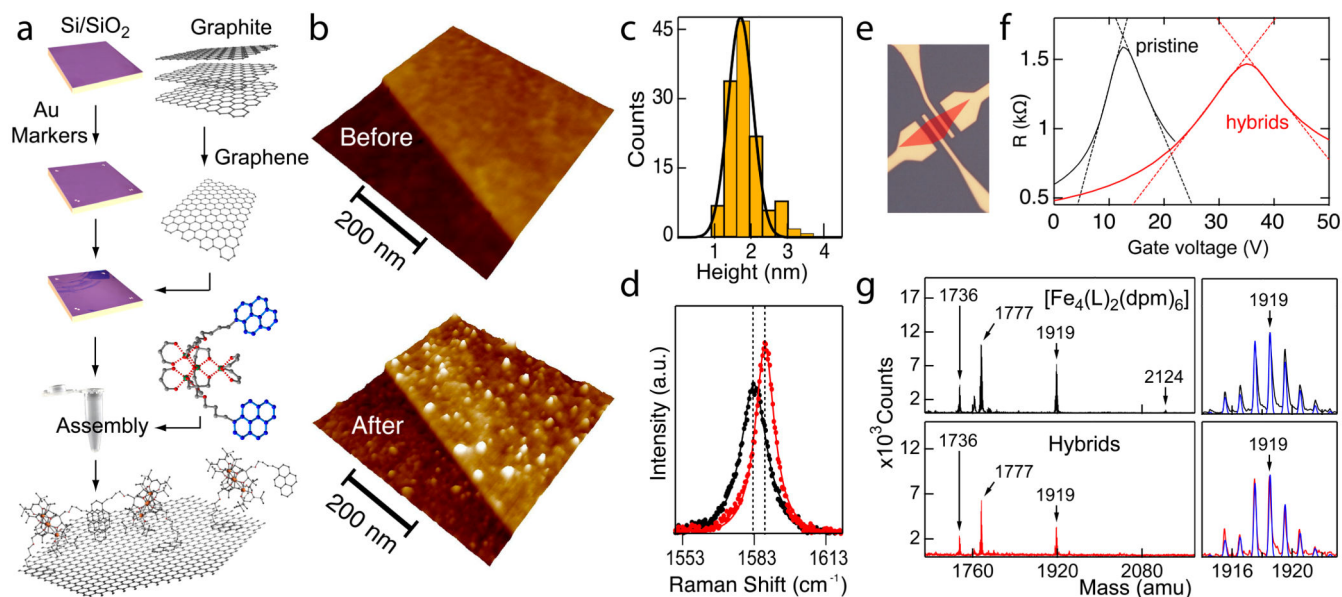 a
Si/SiO2
Graphite
Au
Markers
Graphene
Assembly
b
Before
200 nm
After
200 nm
c
Counts
45
30
15
0
1
2
3
4
Height (nm)
d
Intensity (a.u.)
1553
1583
1613
Raman Shift (cm-1)
e
f
R (kΩ)
1.5
1
0.5
pristine
hybrids
0
10
20
30
40
50
Gate voltage (V)
g
x10³Counts
17
12
7
2
1736
1777
1919
2124
[Fe4(L)2(dpm)6]
1919
12
7
2
1736
1777
1919
Hybrids
1919
1760
1920
2080
1916
1920
Mass (amu)